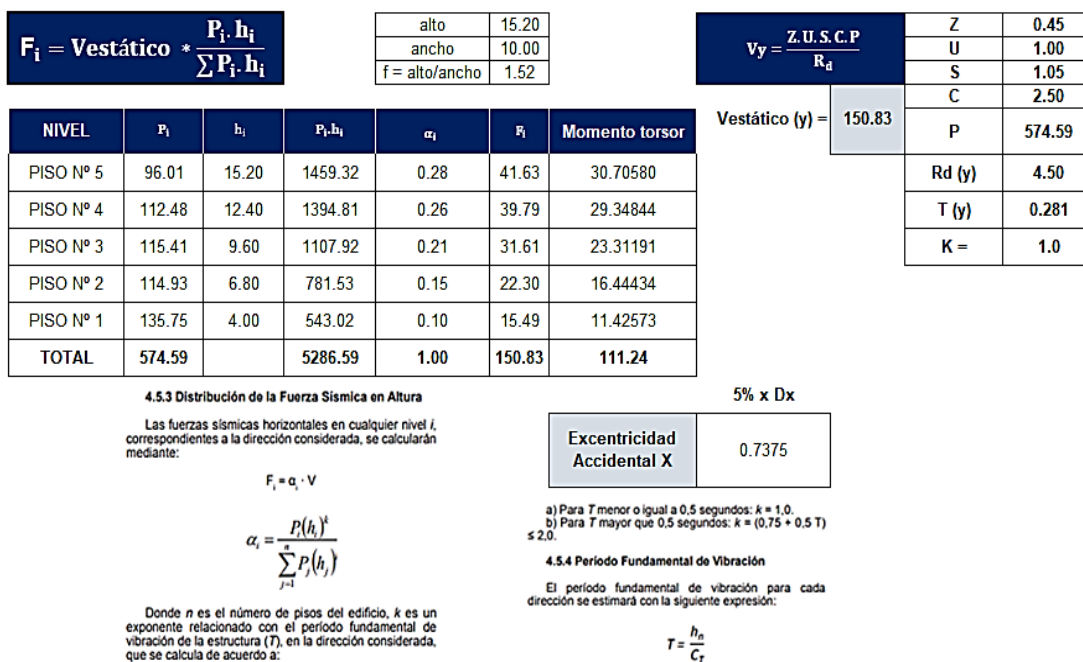 Fᵢ = Vestático * Pᵢ.hᵢ / ∑Pᵢ.hᵢ
alto 15.20
ancho 10.00
f = alto/ancho 1.52
Vy = Z.U.S.C.P / R_d
Vestático (y) = 150.83
Z 0.45
U 1.00
S 1.05
C 2.50
P 574.59
Rd (y) 4.50
T (y) 0.281
K = 1.0
NIVEL Pᵢ hᵢ Pᵢ.hᵢ αᵢ Fᵢ Momento torsor
PISO Nº 5 96.01 15.20 1459.32 0.28 41.63 30.70580
PISO Nº 4 112.48 12.40 1394.81 0.26 39.79 29.34844
PISO Nº 3 115.41 9.60 1107.92 0.21 31.61 23.31191
PISO Nº 2 114.93 6.80 781.53 0.15 22.30 16.44434
PISO Nº 1 135.75 4.00 543.02 0.10 15.49 11.42573
TOTAL 574.59 5286.59 1.00 150.83 111.24
4.5.3 Distribución de la Fuerza Sísmica en Altura
Las fuerzas sísmicas horizontales en cualquier nivel i,
correspondientes a la dirección considerada, se calcularán
mediante:
Fᵢ = αᵢ · V
αᵢ = Pᵢ(hᵢ)ᵏ / ∑ⁿⱼ₌₁ Pⱼ(hⱼ)
Donde n es el número de pisos del edificio, k es un
exponente relacionado con el período fundamental de
vibración de la estructura (T), en la dirección considerada,
que se calcula de acuerdo a:
5% x Dx
Excentricidad
Accidental X
0.7375
a) Para T menor o igual a 0,5 segundos: k = 1,0.
b) Para T mayor que 0,5 segundos: k = (0,75 + 0,5 T)
≤ 2,0.
4.5.4 Período Fundamental de Vibración
El período fundamental de vibración para cada
dirección se estimará con la siguiente expresión:
T = hₙ / C_T